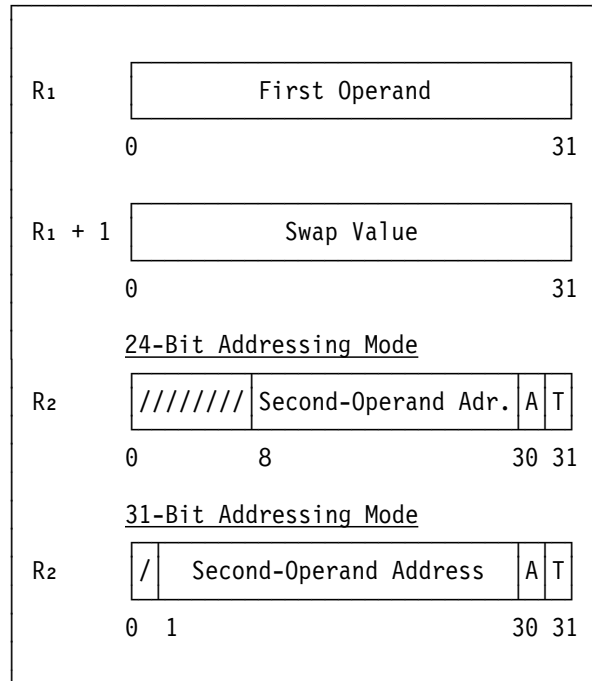 R₁ First Operand
0 31
R₁ + 1 Swap Value
0 31
24-Bit Addressing Mode
R₂ //////// Second-Operand Adr. A T
0 8 30 31
31-Bit Addressing Mode
R₂ / Second-Operand Address A T
0 1 30 31